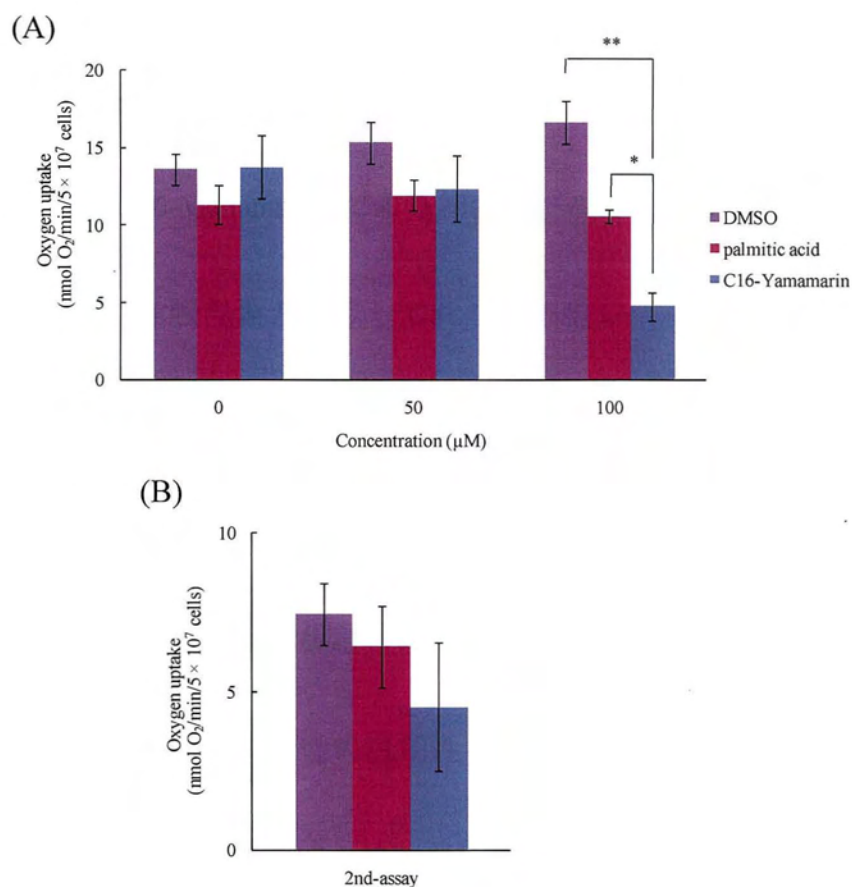 (A)
**
*
20
15
10
5
0
Oxygen uptake
(nmol O₂/min/5 × 10⁷ cells)
0 50 100
Concentration (µM)
DMSO
palmitic acid
C16-Yamamarin
(B)
10
5
0
Oxygen uptake
(nmol O₂/min/5 × 10⁷ cells)
2nd-assay